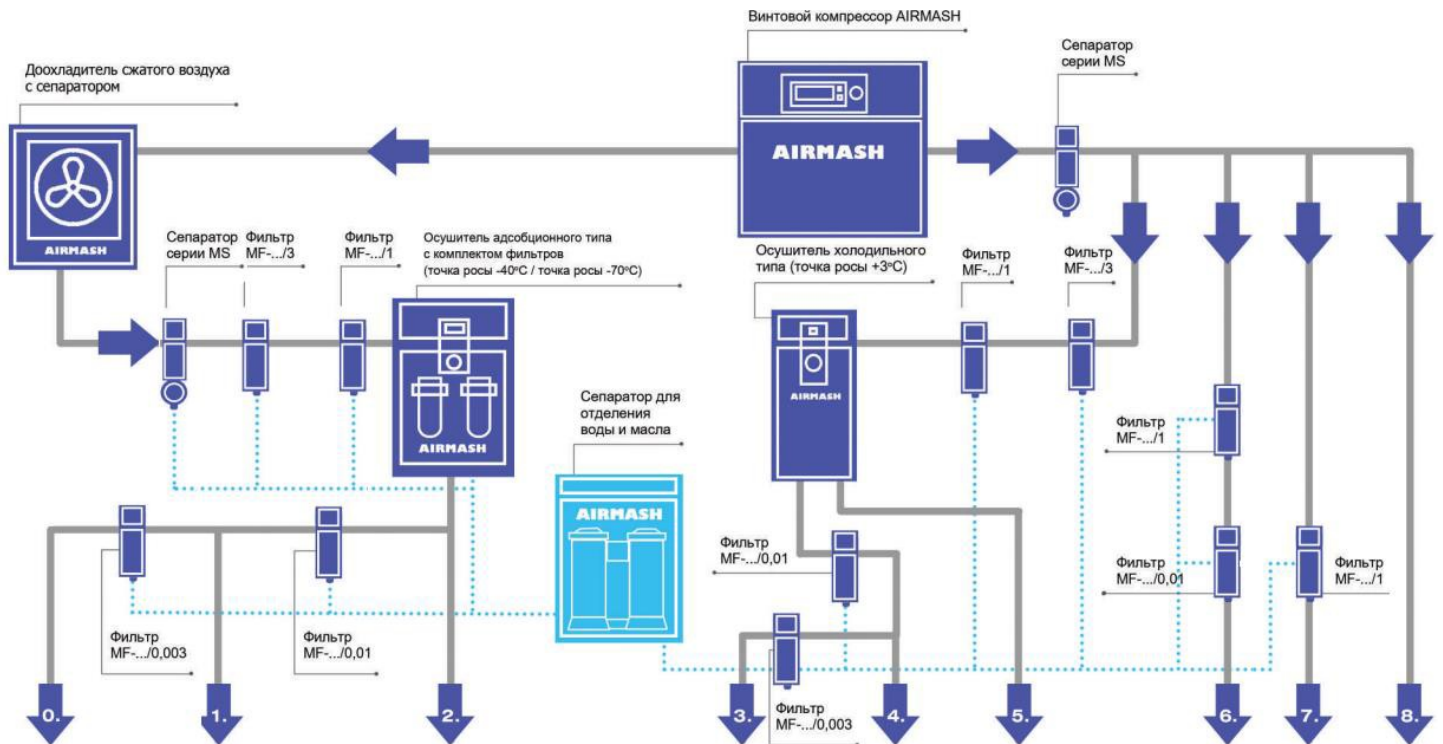 Винтовой компрессор AIRMASH
Сепаратор
серии MS
Доохладитель сжатого воздуха
с сепаратором
AIRMASH
AIRMASH
Сепаратор
серии MS
Фильтр
MF-.../3
Фильтр
MF-.../1
Осушитель адсобционного типа
с комплектом фильтров
(точка росы -40ºC / точка росы -70ºC)
Осушитель холодильного
типа (точка росы +3ºC)
Фильтр
MF-.../1
Фильтр
MF-.../3
AIRMASH
AIRMASH
Сепаратор для
отделения
воды и масла
AIRMASH
Фильтр
MF-.../1
Фильтр
MF-.../0,01
Фильтр
MF-.../0,01
Фильтр
MF-.../1
Фильтр
MF-.../0,003
Фильтр
MF-.../0,01
Фильтр
MF-.../0,003
0.
1.
2.
3.
4.
5.
6.
7.
8.